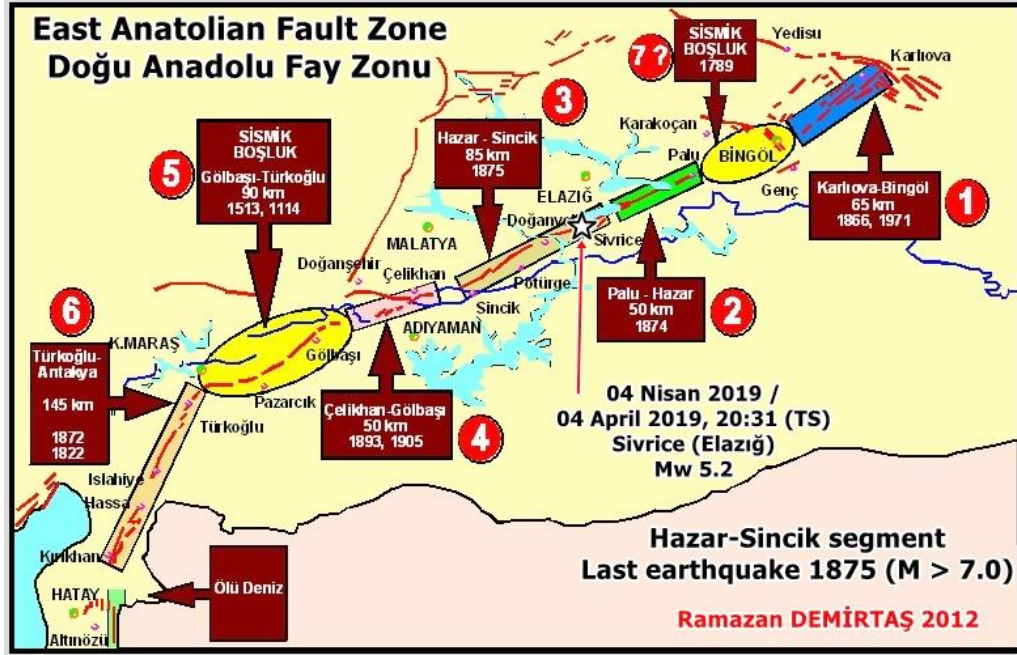 East Anatolian Fault Zone
Doğu Anadolu Fay Zonu
7 ?
SİSMİK
BOŞLUK
1789
Yedisu
Karlıova
3
Hazar - Sincik
85 km
1875
Karakoçan
BİNGÖL
Palu
Genç
5
SİSMİK
BOŞLUK
Gölbaşı-Türkoğlu
90 km
1513, 1114
ELAZIĞ
Karlıova-Bingöl
65 km
1866, 1971
1
MALATYA
Sivrice
Doğanşehir
Çelikhan
Pötürge
Sincik
Palu - Hazar
50 km
1874
2
6
K.MARAŞ
ADIYAMAN
Gölbaşı
Türkoğlu-
Antakya
145 km
1872
1822
Pazarcık
Türkoğlu
Çelikhan-Gölbaşı
50 km
1893, 1905
4
04 Nisan 2019 /
04 April 2019, 20:31 (TS)
Sivrice (Elazığ)
Mw 5.2
Islahiye
Hassa
Kırıkhan
Hazar-Sincik segment
Last earthquake 1875 (M > 7.0)
Ölü Deniz
HATAY
Altınözü
Ramazan DEMİRTAŞ 2012